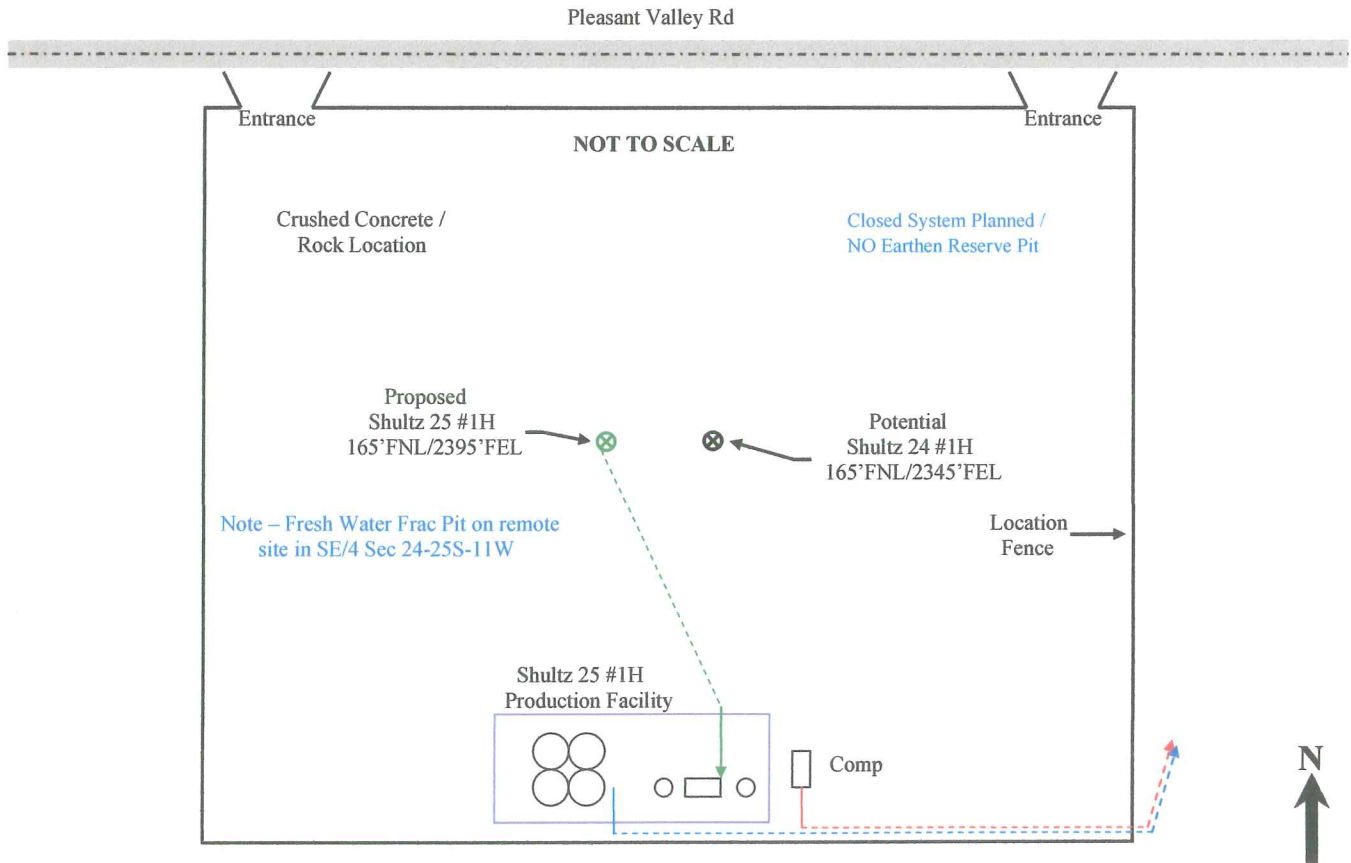 Pleasant Valley Rd
Entrance
Entrance
NOT TO SCALE
Crushed Concrete /
Rock Location
Closed System Planned /
NO Earthen Reserve Pit
Proposed
Shultz 25 #1H
165’FNL/2395’FEL
Potential
Shultz 24 #1H
165’FNL/2345’FEL
Note – Fresh Water Frac Pit on remote
site in SE/4 Sec 24-25S-11W
Location
Fence
Shultz 25 #1H
Production Facility
Comp
N